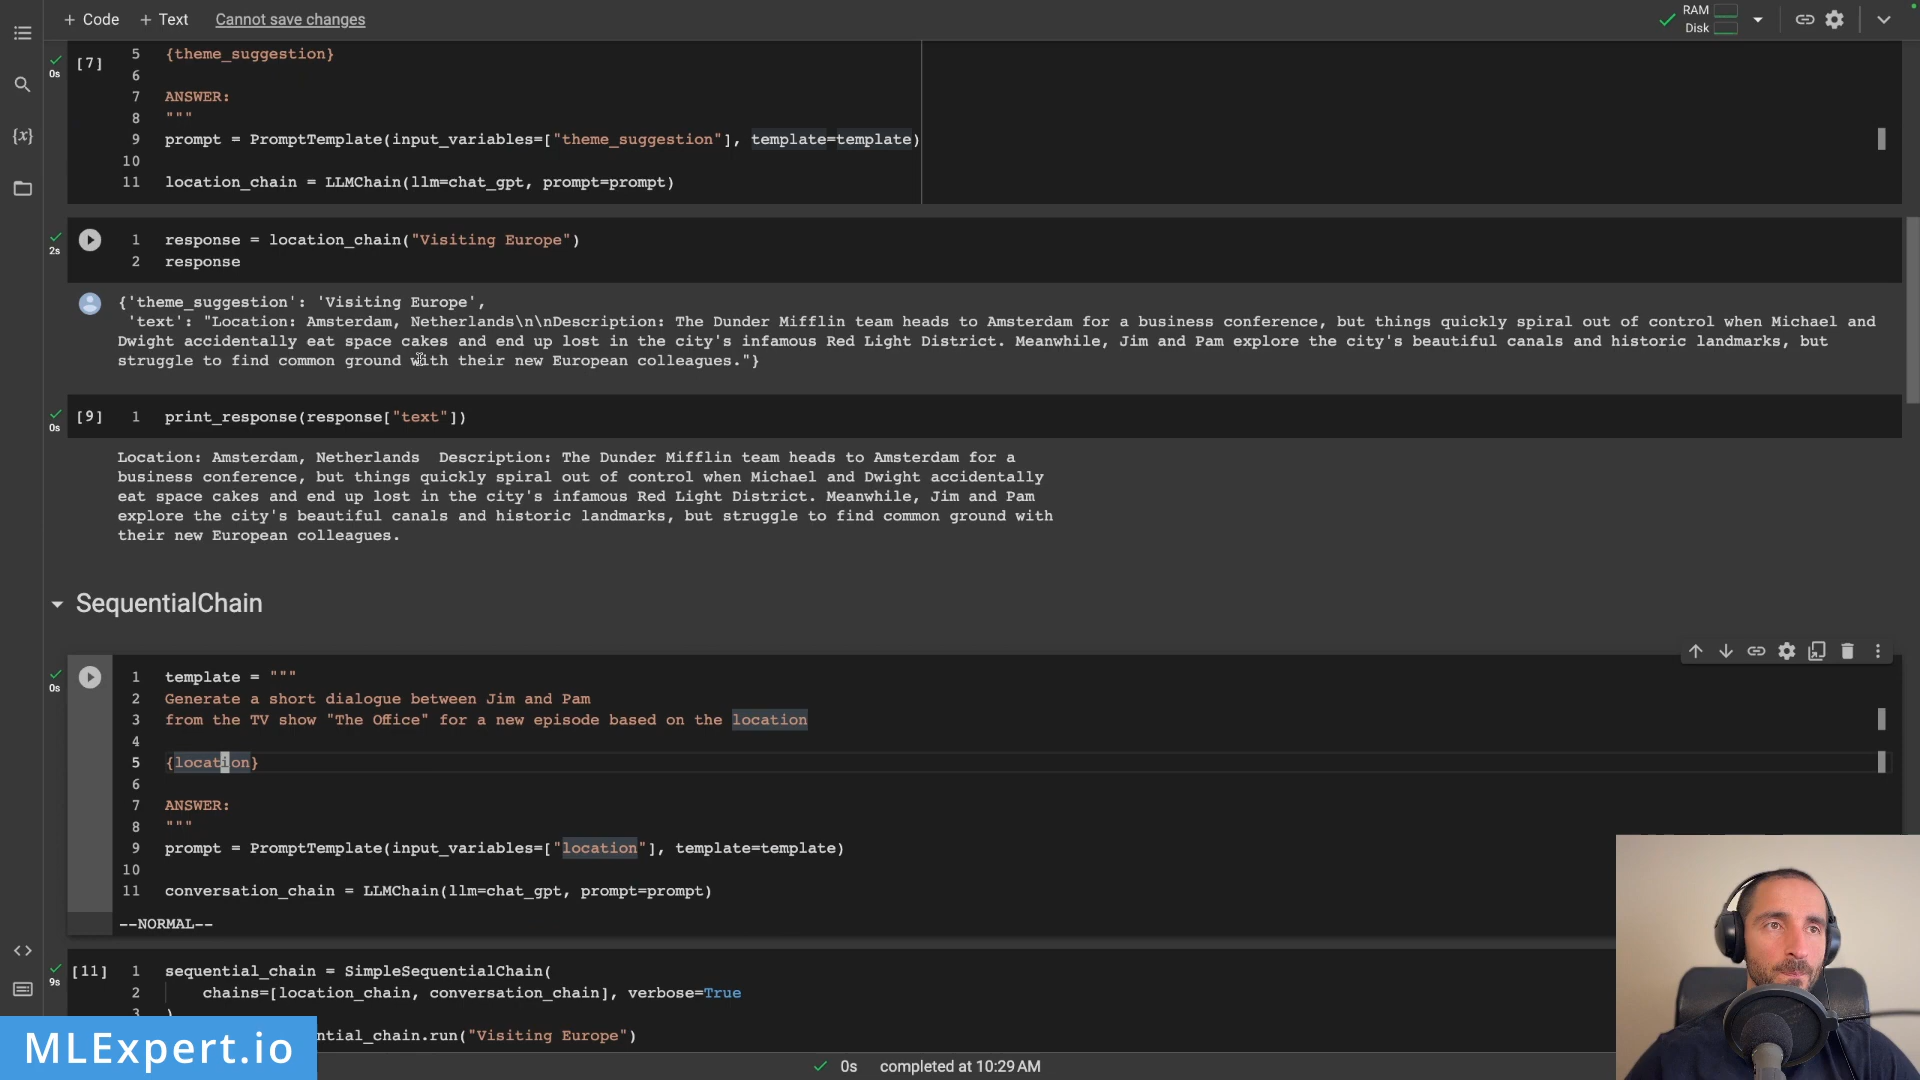 + Code + Text Cannot save changes
RAM
Disk
[7]
0s
5 {theme_suggestion}
6
7 ANSWER:
8 """
9 prompt = PromptTemplate(input_variables=["theme_suggestion"], template=template)
10
11 location_chain = LLMChain(llm=chat_gpt, prompt=prompt)
2s
1 response = location_chain("Visiting Europe")
2 response
{'theme_suggestion': 'Visiting Europe',
'text': "Location: Amsterdam, Netherlands\n\nDescription: The Dunder Mifflin team heads to Amsterdam for a business conference, but things quickly spiral out of control when Michael and
Dwight accidentally eat space cakes and end up lost in the city's infamous Red Light District. Meanwhile, Jim and Pam explore the city's beautiful canals and historic landmarks, but
struggle to find common ground with their new European colleagues."}
0s
[9] 1 print_response(response["text"])
Location: Amsterdam, Netherlands  Description: The Dunder Mifflin team heads to Amsterdam for a
business conference, but things quickly spiral out of control when Michael and Dwight accidentally
eat space cakes and end up lost in the city's infamous Red Light District. Meanwhile, Jim and Pam
explore the city's beautiful canals and historic landmarks, but struggle to find common ground with
their new European colleagues.
SequentialChain
0s
1 template = """
2 Generate a short dialogue between Jim and Pam
3 from the TV show "The Office" for a new episode based on the location
4
5 {location}
6
7 ANSWER:
8 """
9 prompt = PromptTemplate(input_variables=["location"], template=template)
10
11 conversation_chain = LLMChain(llm=chat_gpt, prompt=prompt)
--NORMAL--
[11]
9s
1 sequential_chain = SimpleSequentialChain(
2 chains=[location_chain, conversation_chain], verbose=True
3 )
ntial_chain.run("Visiting Europe")
MLExpert.io
0s completed at 10:29 AM